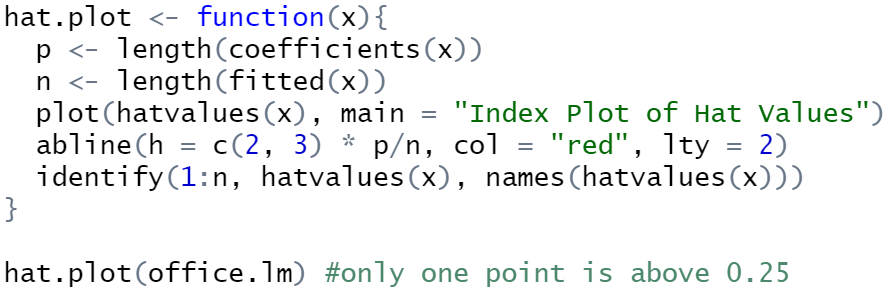 hat.plot <- function(x){
  p <- length(coefficients(x))
  n <- length(fitted(x))
  plot(hatvalues(x), main = "Index Plot of Hat Values")
  abline(h = c(2, 3) * p/n, col = "red", lty = 2)
  identify(1:n, hatvalues(x), names(hatvalues(x)))
}
hat.plot(office.lm) #only one point is above 0.25